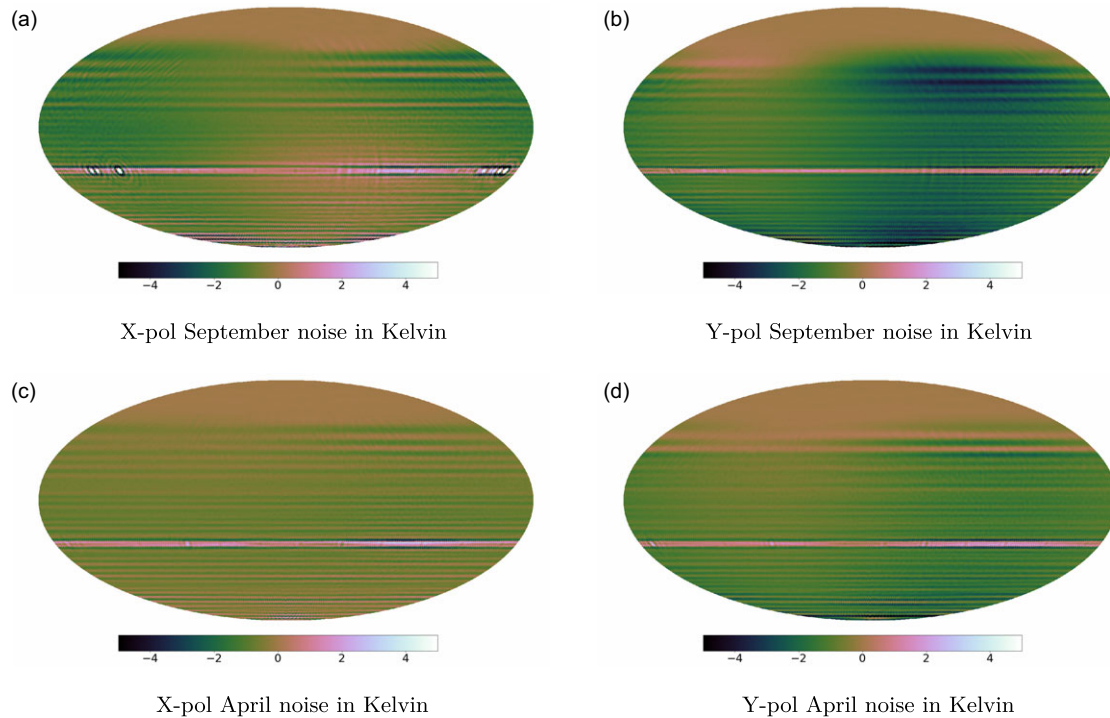 (a)
(b)
−4 −2 0 2 4
−4 −2 0 2 4
X-pol September noise in Kelvin
Y-pol September noise in Kelvin
(c)
(d)
−4 −2 0 2 4
−4 −2 0 2 4
X-pol April noise in Kelvin
Y-pol April noise in Kelvin